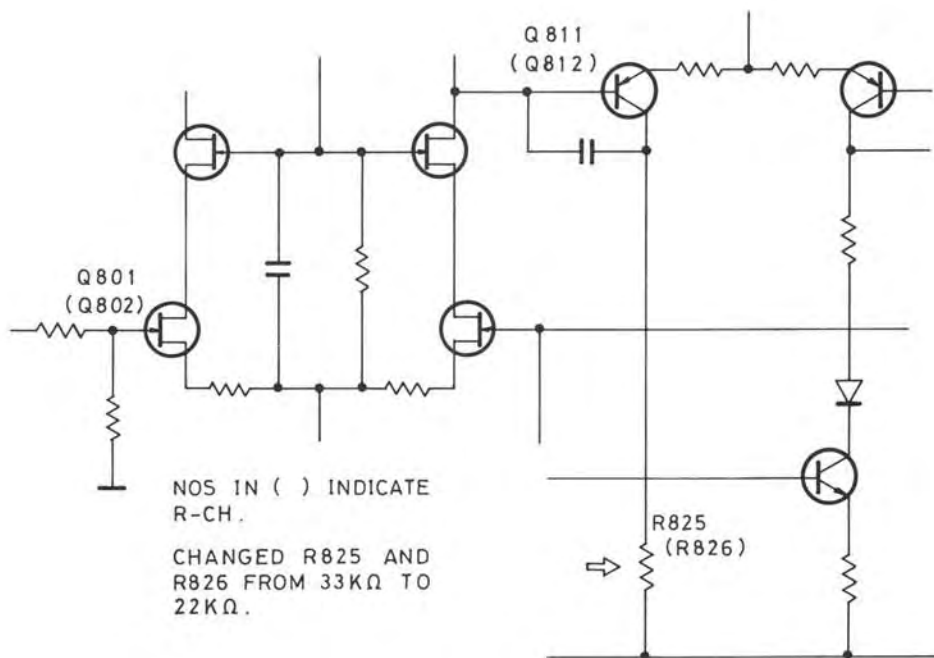 Q811
(Q812)
Q801
(Q802)
NOS IN ( ) INDICATE
R-CH.
CHANGED R825 AND
R826 FROM 33KΩ TO
22KΩ.
R825
(R826)